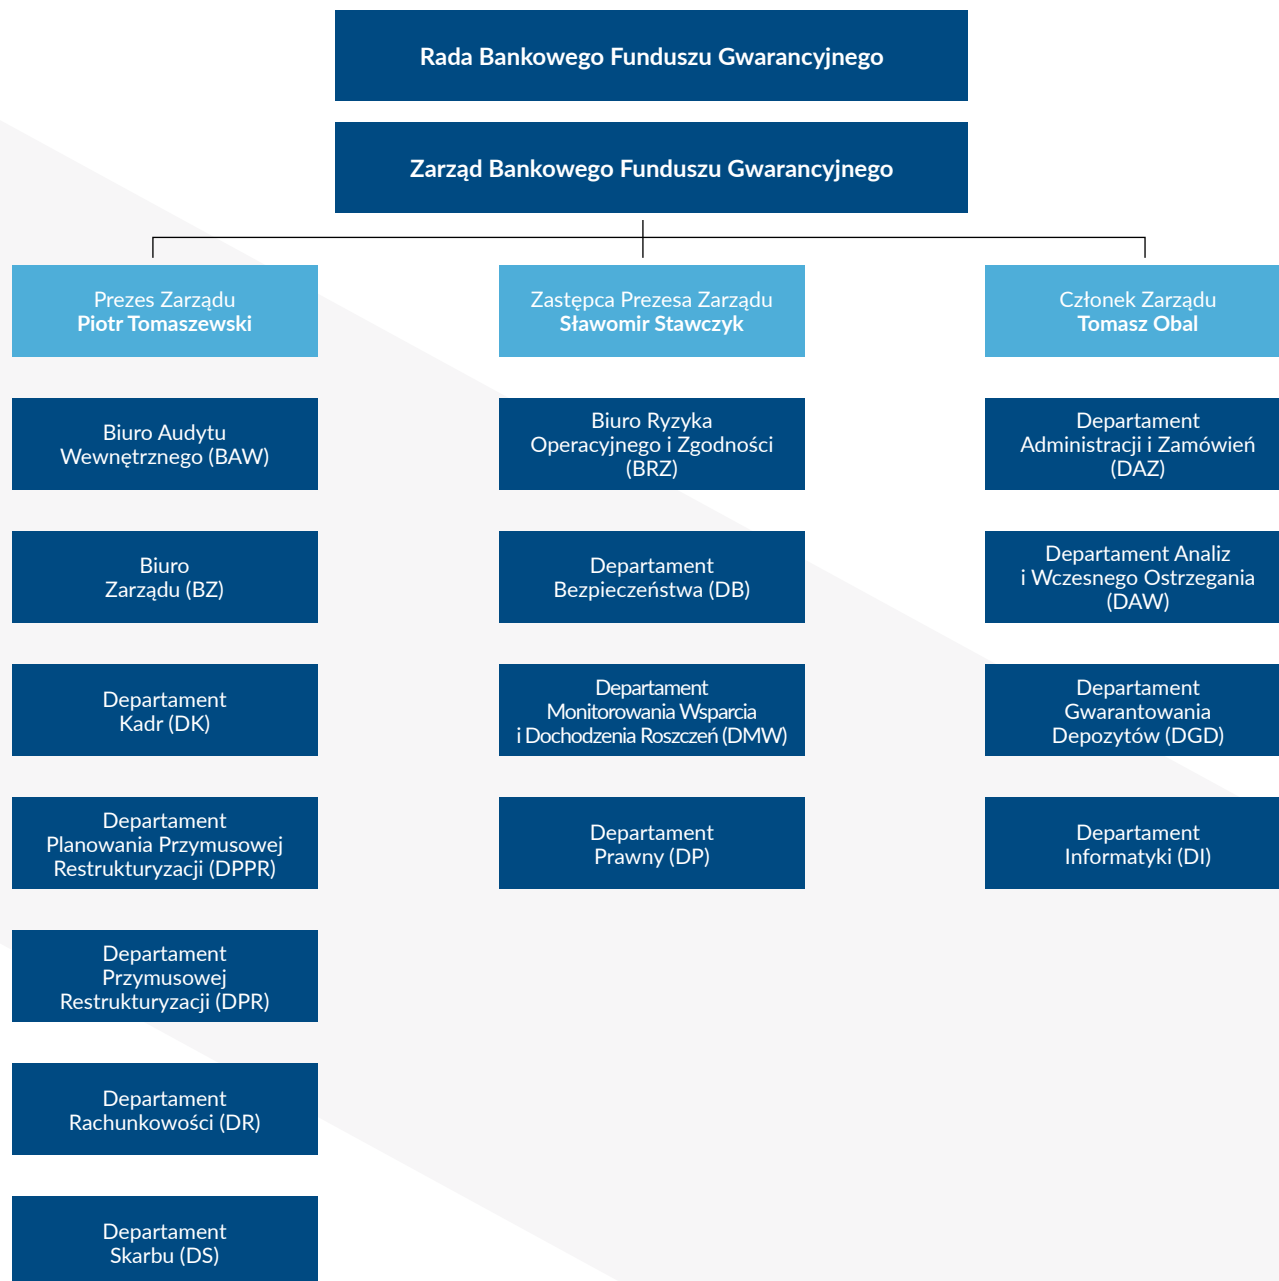 Rada Bankowego Funduszu Gwarancyjnego
Zarząd Bankowego Funduszu Gwarancyjnego
Prezes Zarządu
Piotr Tomaszewski
Biuro Audytu
Wewnętrznego (BAW)
Biuro
Zarządu (BZ)
Departament
Kadr (DK)
Departament
Planowania Przymusowej
Restrukturyzacji (DPPR)
Departament
Przymusowej
Restrukturyzacji (DPR)
Departament
Rachunkowości (DR)
Departament
Skarbu (DS)
Zastępca Prezesa Zarządu
Sławomir Stawczyk
Biuro Ryzyka
Operacyjnego i Zgodności
(BRZ)
Departament
Bezpieczeństwa (DB)
Departament
Monitorowania Wsparcia
i Dochodzenia Roszczeń (DMW)
Departament
Prawny (DP)
Członek Zarządu
Tomasz Obal
Departament
Administracji i Zamówień
(DAZ)
Departament Analiz
i Wczesnego Ostrzegania
(DAW)
Departament
Gwarantowania
Depozytów (DGD)
Departament
Informatyki (DI)